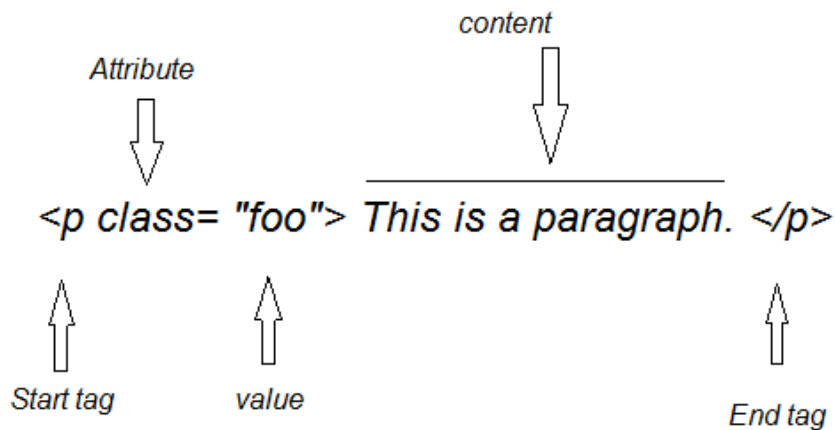 content
Attribute
<p class= "foo"> This is a paragraph. </p>
Start tag
value
End tag